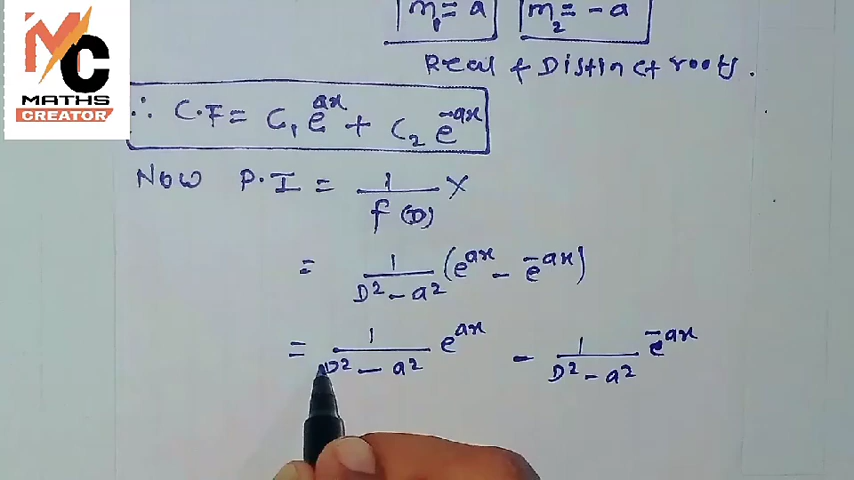 m₁ = a  m₂ = -a
Real & Distinct roots.
MC
MATHS
CREATOR
∴ C.F = C₁ e^{ax} + C₂ e^{-ax}
Now P.I = 1/f(D) X
= 1/(D² - a²) (e^{ax} - e^{-ax})
= 1/(D² - a²) e^{ax} - 1/(D² - a²) e^{-ax}